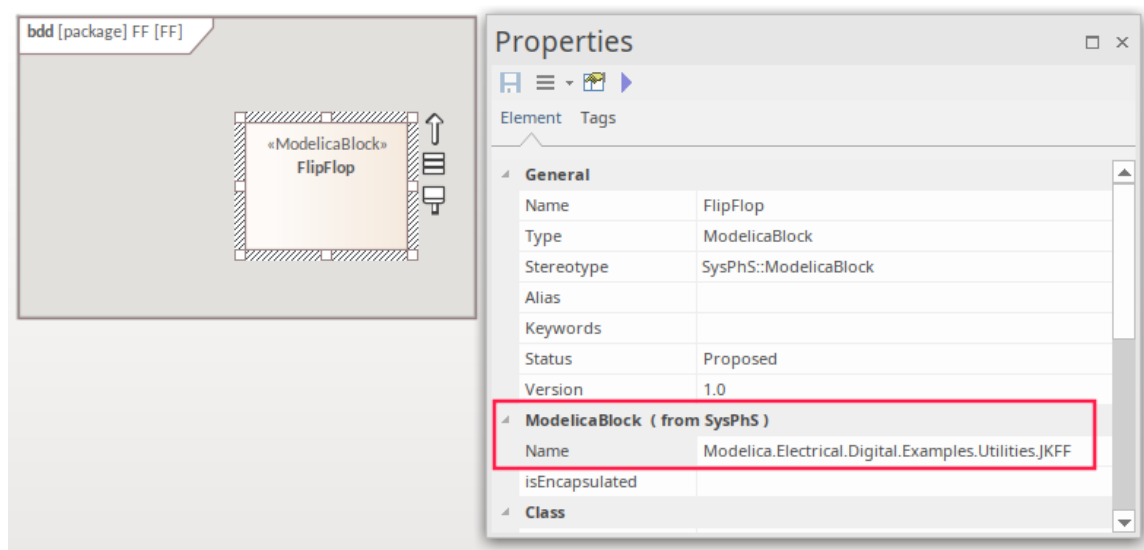 bdd [package] FF [FF]
«ModelicaBlock»
FlipFlop
Properties
Element Tags
General
Name FlipFlop
Type ModelicaBlock
Stereotype SysPhS::ModelicaBlock
Alias
Keywords
Status Proposed
Version 1.0
ModelicaBlock ( from SysPhS )
Name Modelica.Electrical.Digital.Examples.Utilities.JKFF
isEncapsulated
Class